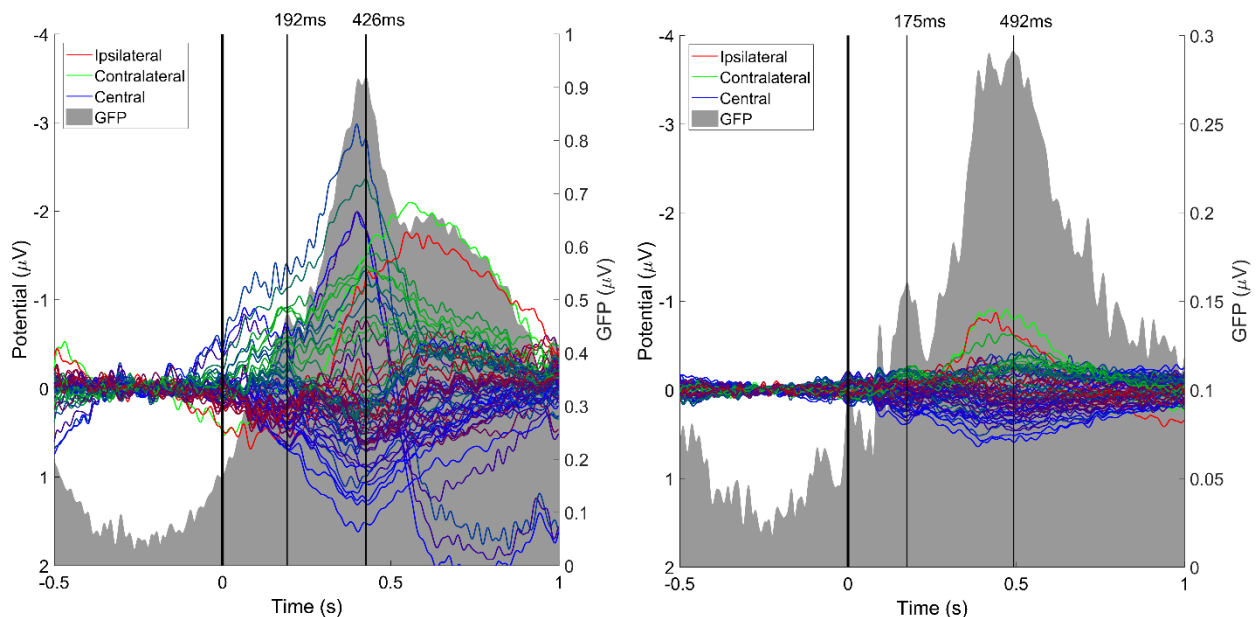 192ms 426ms
-4
-3
-2
-1
0
1
2
Potential (μV)
Ipsilateral
Contralateral
Central
GFP
1
0.9
0.8
0.7
0.6
0.5
0.4
0.3
0.2
0.1
0
GFP (μV)
-0.5 0 0.5 1
Time (s)
175ms 492ms
-4
-3
-2
-1
0
1
2
Potential (μV)
Ipsilateral
Contralateral
Central
GFP
0.3
0.25
0.2
0.15
0.1
0.05
0
GFP (μV)
-0.5 0 0.5 1
Time (s)